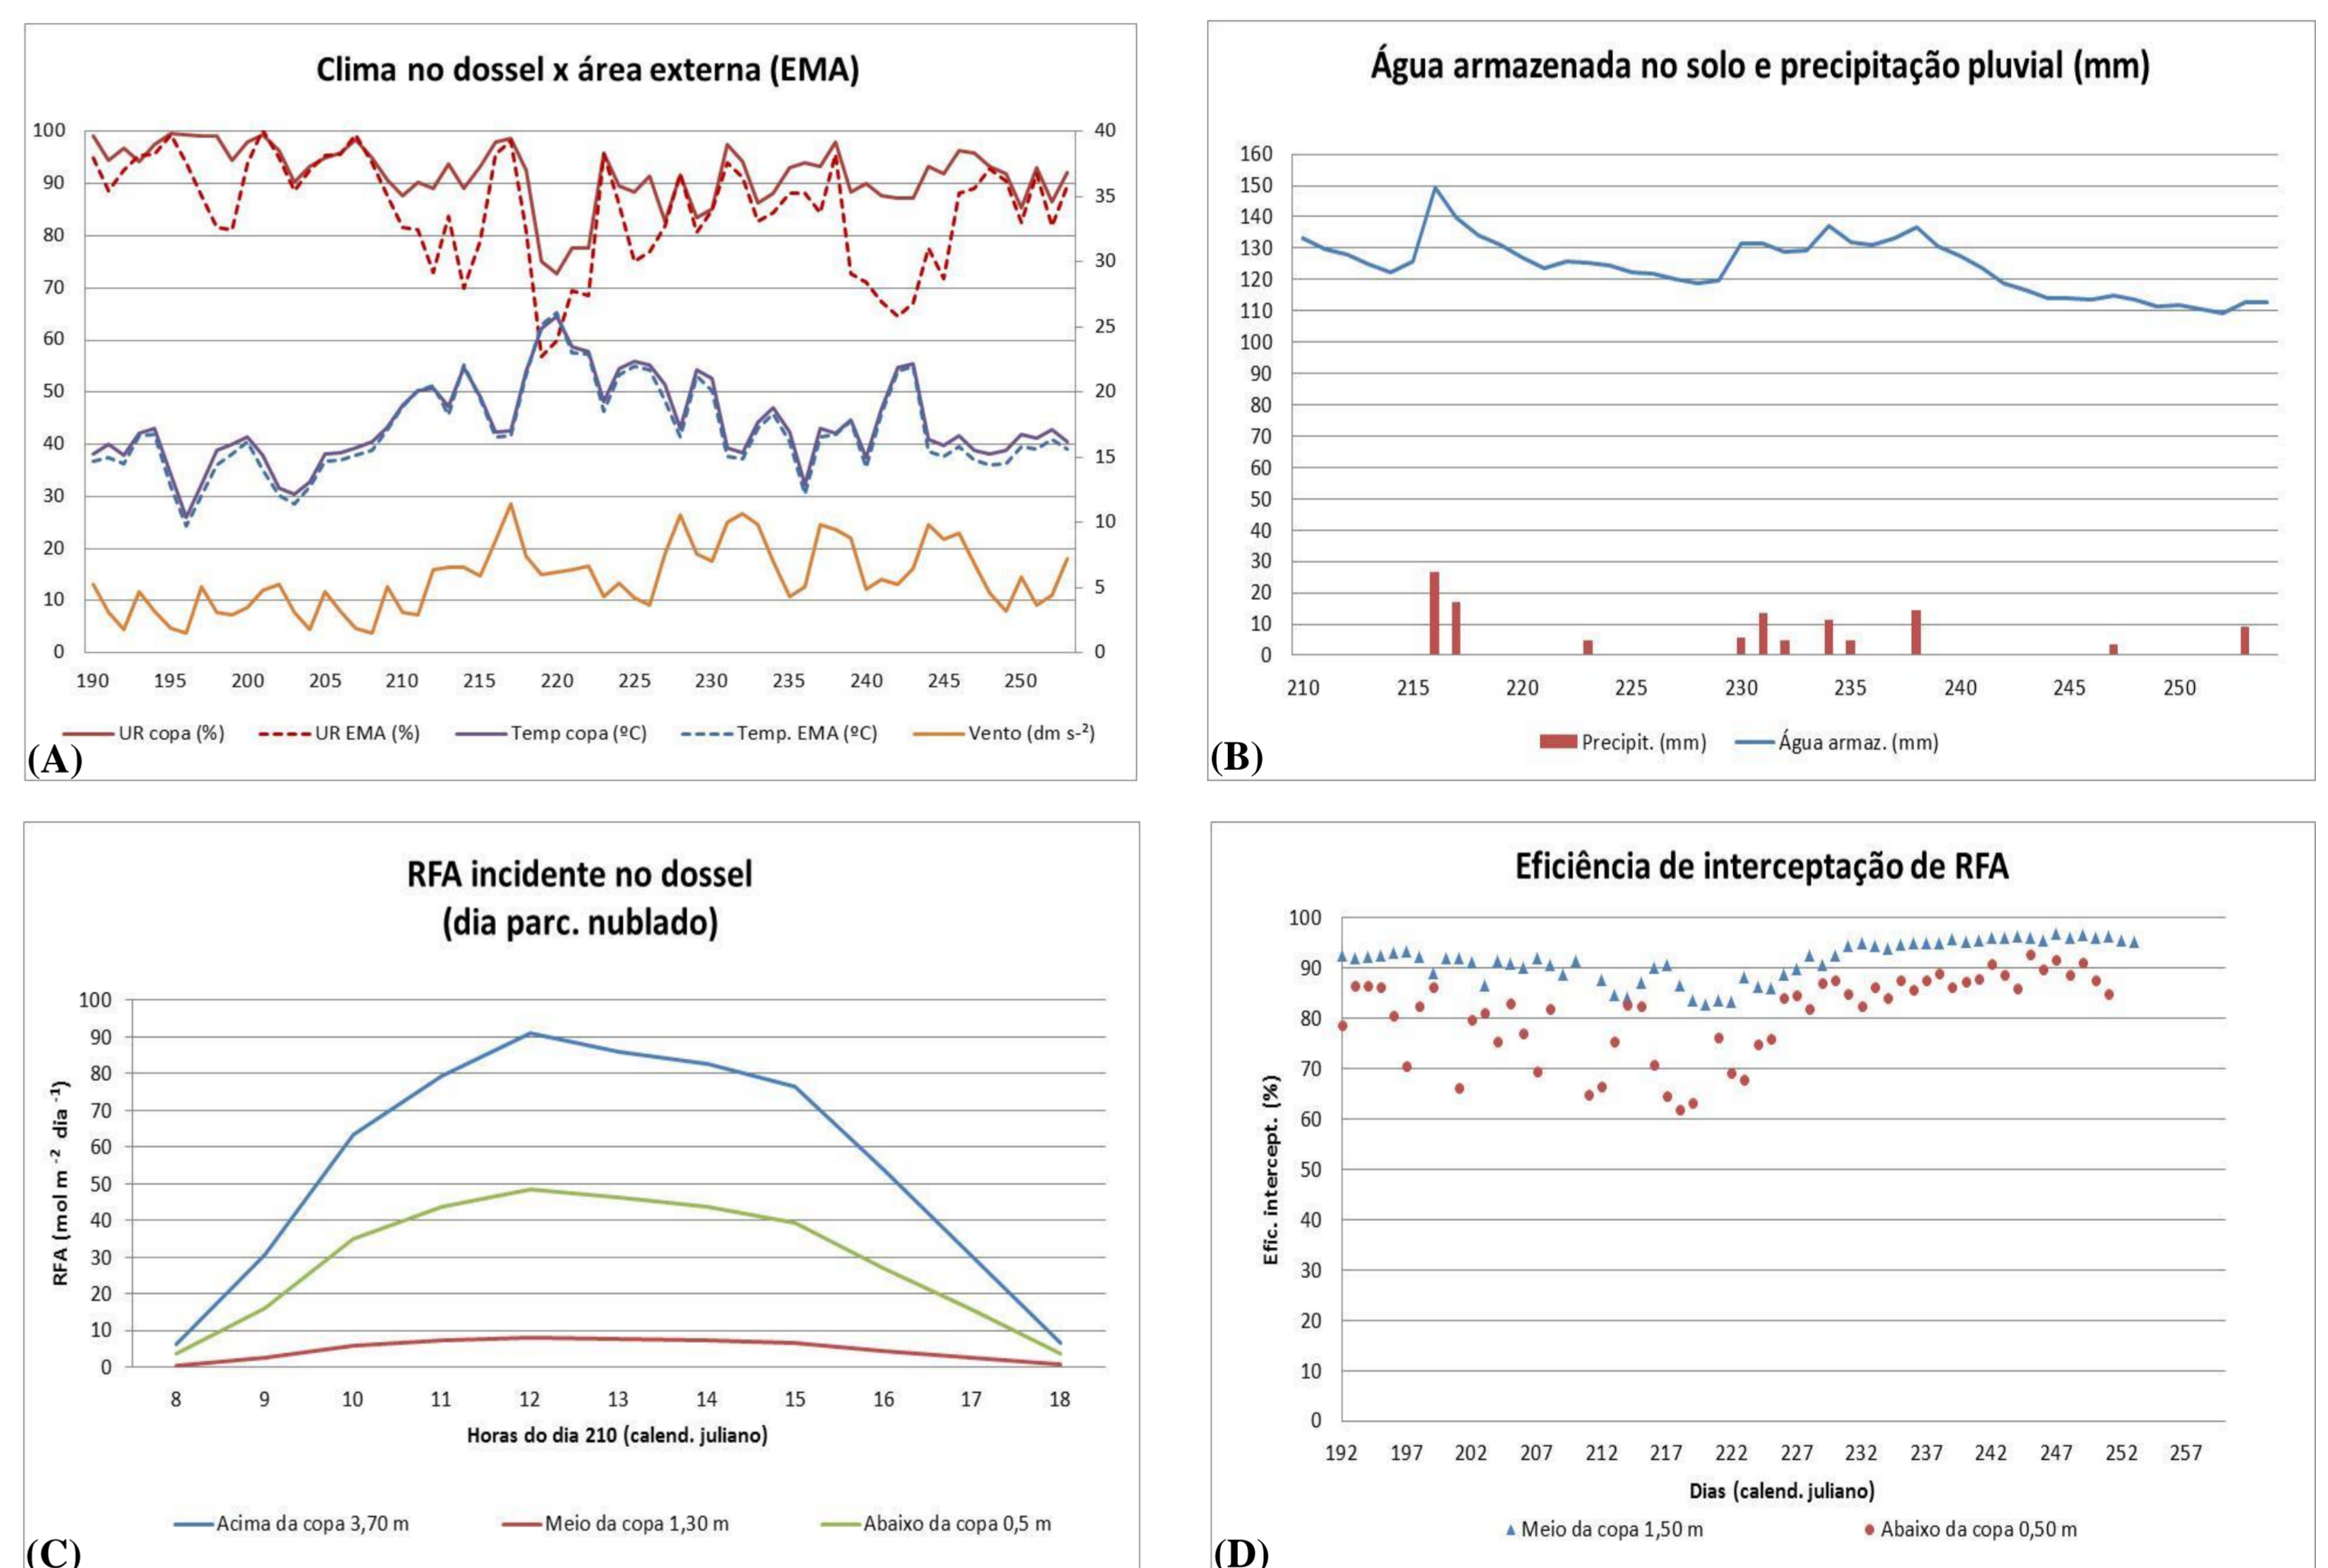 Clima no dossel x área externa (EMA)
100
90
80
70
60
50
40
30
20
10
0
40
35
30
25
20
15
10
5
0
190 195 200 205 210 215 220 225 230 235 240 245 250
UR copa (%) UR EMA (%) Temp copa (ºC) Temp. EMA (ºC) Vento (dm s-²)
(A)
Água armazenada no solo e precipitação pluvial (mm)
160
150
140
130
120
110
100
90
80
70
60
50
40
30
20
10
0
210 215 220 225 230 235 240 245 250
Precipit. (mm) Água armaz. (mm)
(B)
RFA incidente no dossel
(dia parc. nublado)
RFA (mol m -2 dia -1)
100
90
80
70
60
50
40
30
20
10
0
8 9 10 11 12 13 14 15 16 17 18
Horas do dia 210 (calend. juliano)
Acima da copa 3,70 m Meio da copa 1,30 m Abaixo da copa 0,5 m
(C)
Eficiência de interceptação de RFA
Efic. intercept. (%)
100
90
80
70
60
50
40
30
20
10
0
192 197 202 207 212 217 222 227 232 237 242 247 252 257
Dias (calend. juliano)
Meio da copa 1,50 m Abaixo da copa 0,50 m
(D)